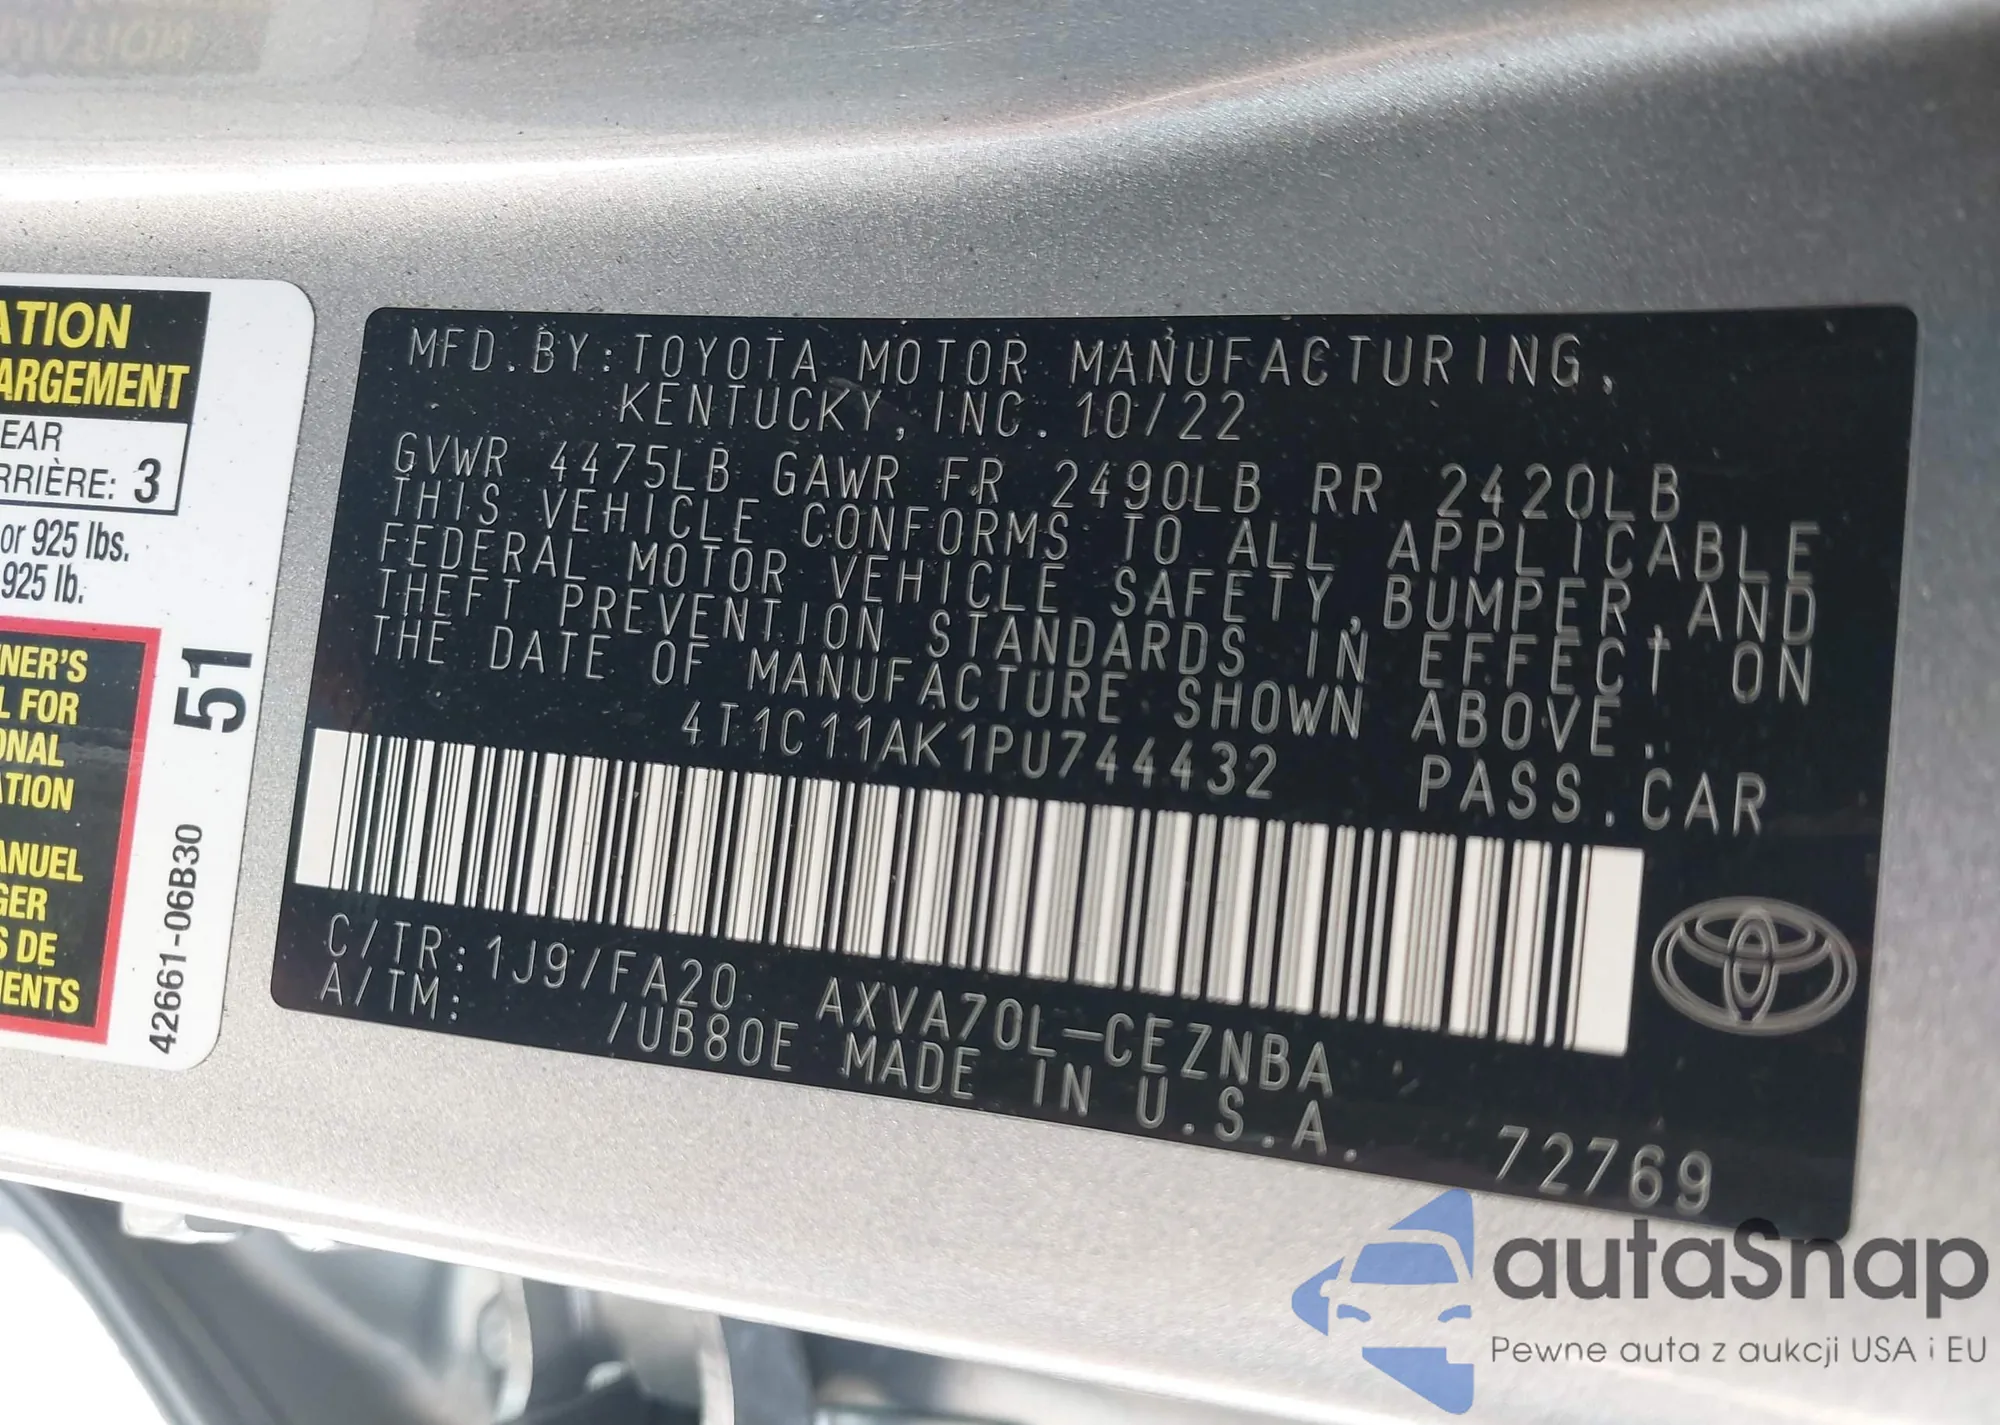 ATION
ARGEMENT
EAR
RRIÈRE: 3
or 925 lbs.
925 lb.
NER'S
L FOR
ONAL
TION
ANUEL
GER
S DE
IENTS
51
42661-06B30
MFD.BY:TOYOTA MOTOR MANUFACTURING,
KENTUCKY,INC. 10/22
GVWR 4475LB GAWR FR 2490LB RR 2420LB
THIS VEHICLE CONFORMS TO ALL APPLICABLE
FEDERAL MOTOR VEHICLE SAFETY,BUMPER,AND
THEFT PREVENTION STANDARDS IN EFFECT ON
THE DATE OF MANUFACTURE SHOWN ABOVE.
4T1C11AK1PU744432 PASS.CAR
C/TR:1J9/FA20 AXVA70L-CEZNBA
A/TM: /UB80E MADE IN U.S.A.
72769
autaSnap
Pewne auta z aukcji USA i EU